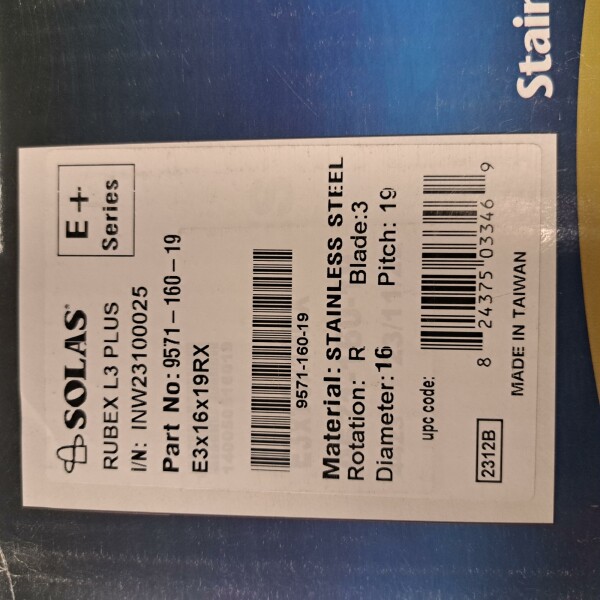 Stain
SOLAS®
E+
Series
RUBEX L3 PLUS
I/N: INW23100025
Part No: 9571-160-19
E3x16x19RX
9571-160-19
Material: STAINLESS STEEL
Rotation: R Blade:3
Diameter: 16 Pitch: 19
upc code:
8 24375 03346 9
2312B
MADE IN TAIWAN